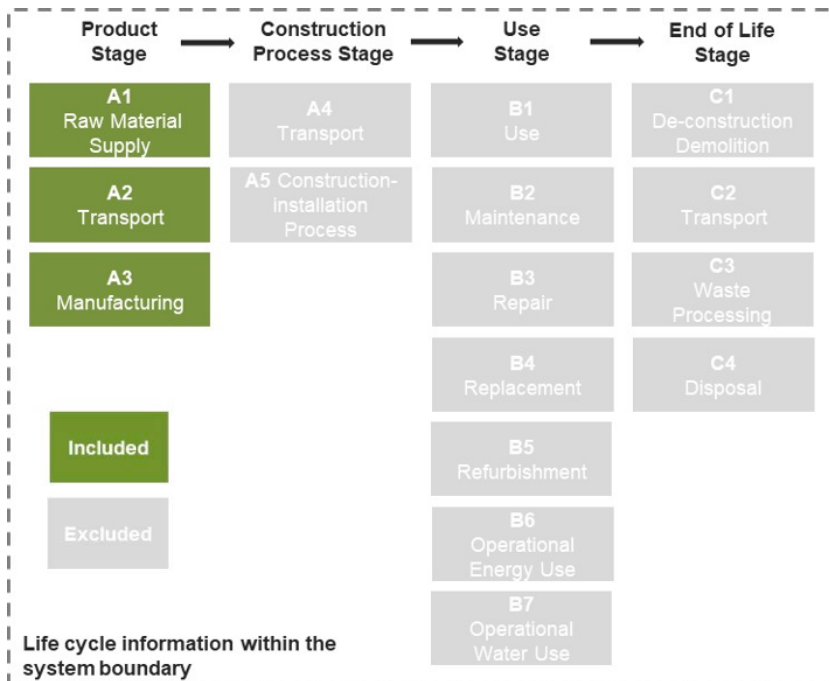 Product
Stage
Construction
Process Stage
Use
Stage
End of Life
Stage
A1
Raw Material
Supply
A2
Transport
A3
Manufacturing
A4
Transport
A5 Construction-
installation
Process
B1
Use
B2
Maintenance
B3
Repair
B4
Replacement
B5
Refurbishment
B6
Operational
Energy Use
B7
Operational
Water Use
C1
De-construction
Demolition
C2
Transport
C3
Waste
Processing
C4
Disposal
Included
Excluded
Life cycle information within the
system boundary